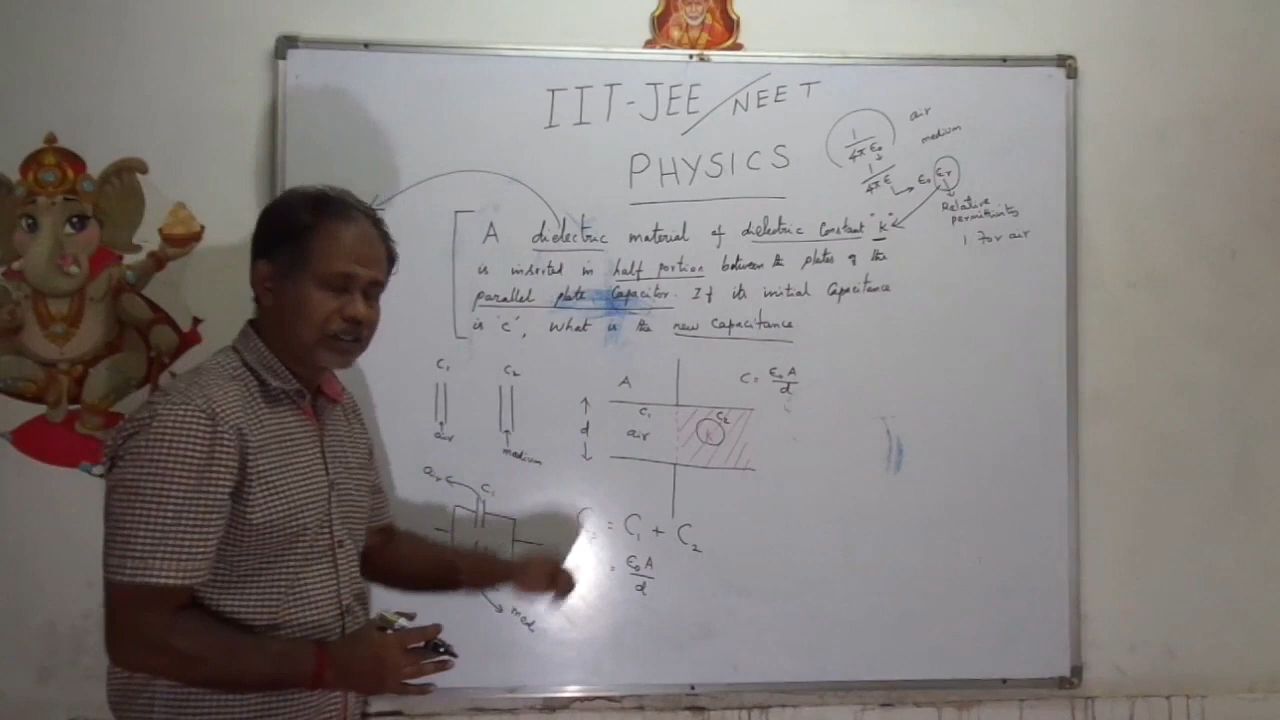 IIT-JEE/NEET
PHYSICS
1/4πε₀
air
medium
1/4πε
ε₀ εr
Relative
permittivity
1 For air
A dielectric material of dielectric Constant "k"
is inserted in half portion between the plates of the
parallel plate Capacitor. If its initial Capacitance
is 'C', What is the new Capacitance
C₁
C₂
air
medium
A
C = ε₀A/d
d
C₁
air
C₂
k
air
C₁
med
= C₁ + C₂
= ε₀A/d